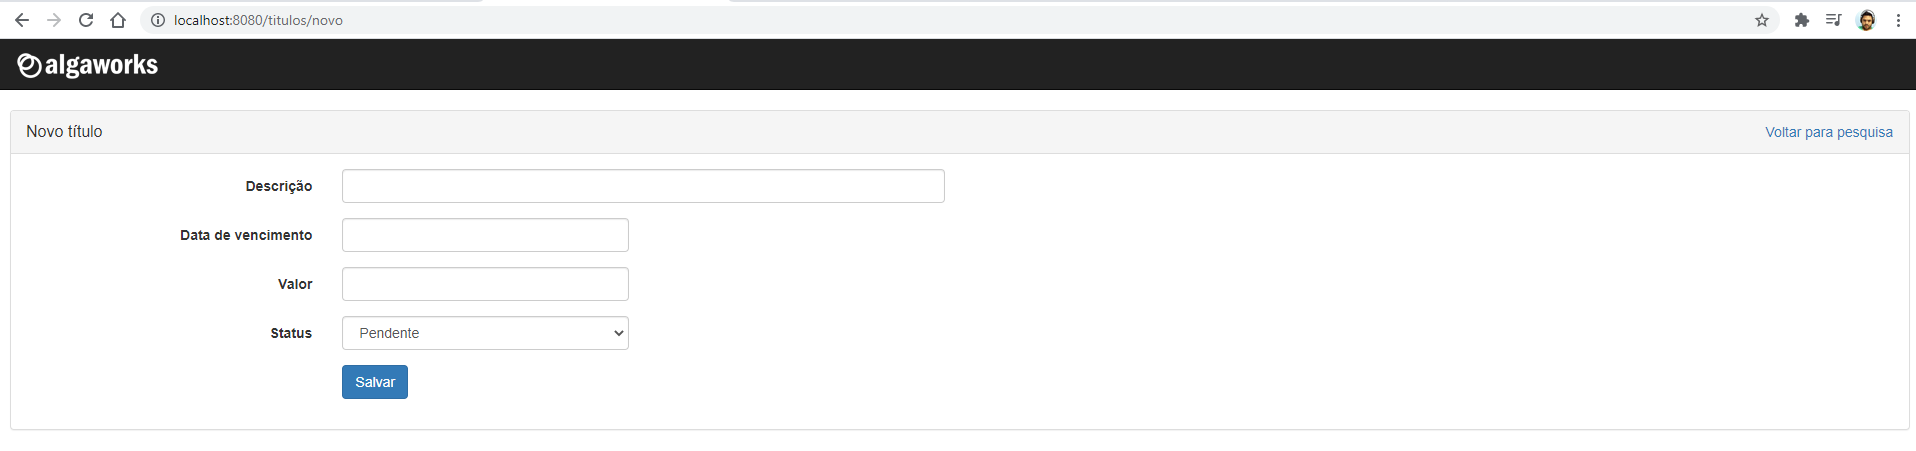 localhost:8080/titulos/novo
algaworks
Novo título Voltar para pesquisa
Descrição
Data de vencimento
Valor
Status Pendente
Salvar